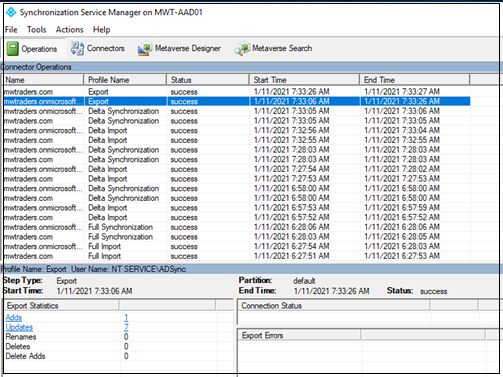 Synchronization Service Manager on MWT-AAD01
File Tools Actions Help
Operations Connectors Metaverse Designer Metaverse Search
Connector Operations
Name Profile Name Status Start Time End Time
mwtraders.com Export success 1/11/2021 7:33:26 AM 1/11/2021 7:33:27 AM
mwtraders.onmicrosoft... Export success 1/11/2021 7:33:06 AM 1/11/2021 7:33:26 AM
mwtraders.onmicrosoft... Delta Synchronization success 1/11/2021 7:33:05 AM 1/11/2021 7:33:06 AM
mwtraders.com Delta Synchronization success 1/11/2021 7:33:05 AM 1/11/2021 7:33:05 AM
mwtraders.onmicrosoft... Delta Import success 1/11/2021 7:32:56 AM 1/11/2021 7:33:04 AM
mwtraders.com Delta Import success 1/11/2021 7:32:55 AM 1/11/2021 7:32:55 AM
mwtraders.onmicrosoft... Delta Synchronization success 1/11/2021 7:28:03 AM 1/11/2021 7:28:03 AM
mwtraders.com Delta Synchronization success 1/11/2021 7:28:03 AM 1/11/2021 7:28:03 AM
mwtraders.onmicrosoft... Delta Import success 1/11/2021 7:27:54 AM 1/11/2021 7:28:02 AM
mwtraders.com Delta Import success 1/11/2021 7:27:53 AM 1/11/2021 7:27:53 AM
mwtraders.onmicrosoft... Delta Synchronization success 1/11/2021 6:58:00 AM 1/11/2021 6:58:00 AM
mwtraders.com Delta Synchronization success 1/11/2021 6:58:00 AM 1/11/2021 6:58:00 AM
mwtraders.onmicrosoft... Delta Import success 1/11/2021 6:57:53 AM 1/11/2021 6:57:59 AM
mwtraders.com Delta Import success 1/11/2021 6:57:52 AM 1/11/2021 6:57:52 AM
mwtraders.onmicrosoft... Full Synchronization success 1/11/2021 6:28:06 AM 1/11/2021 6:28:06 AM
mwtraders.com Full Synchronization success 1/11/2021 6:28:03 AM 1/11/2021 6:28:05 AM
mwtraders.onmicrosoft... Full Import success 1/11/2021 6:27:54 AM 1/11/2021 6:28:03 AM
mwtraders.com Full Import success 1/11/2021 6:27:51 AM 1/11/2021 6:27:53 AM
Profile Name: Export User Name: NT SERVICE\ADSync
Step Type: Export Partition: default
Start Time: 1/11/2021 7:33:06 AM End Time: 1/11/2021 7:33:26 AM Status: success
Export Statistics Connection Status
Adds 1
Updates 7
Renames 0 Export Errors
Deletes 0
Delete Adds 0